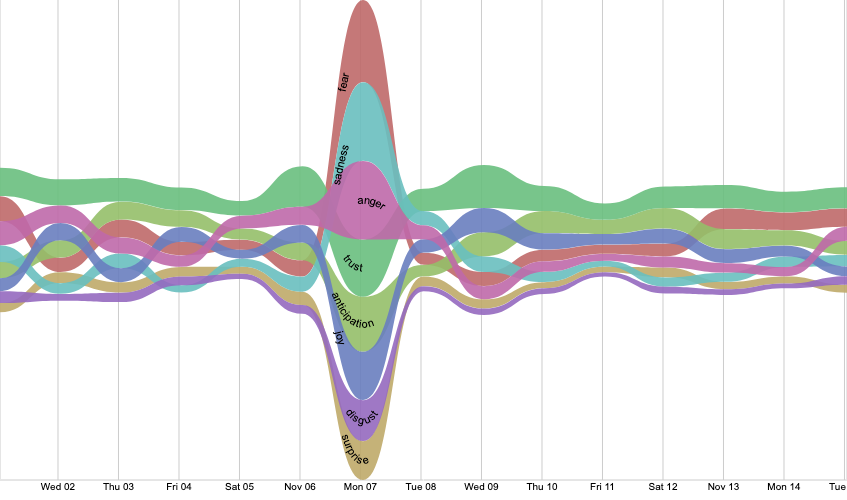 fear
sadness
anger
trust
anticipation
joy
disgust
surprise
Wed 02 Thu 03 Fri 04 Sat 05 Nov 06 Mon 07 Tue 08 Wed 09 Thu 10 Fri 11 Sat 12 Nov 13 Mon 14 Tue